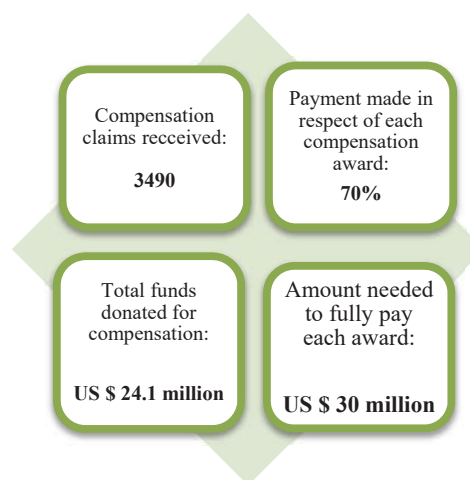 Compensation
claims recceived:
3490
Payment made in
respect of each
compensation
award:
70%
Total funds
donated for
compensation:
US $ 24.1 million
Amount needed
to fully pay
each award:
US $ 30 million